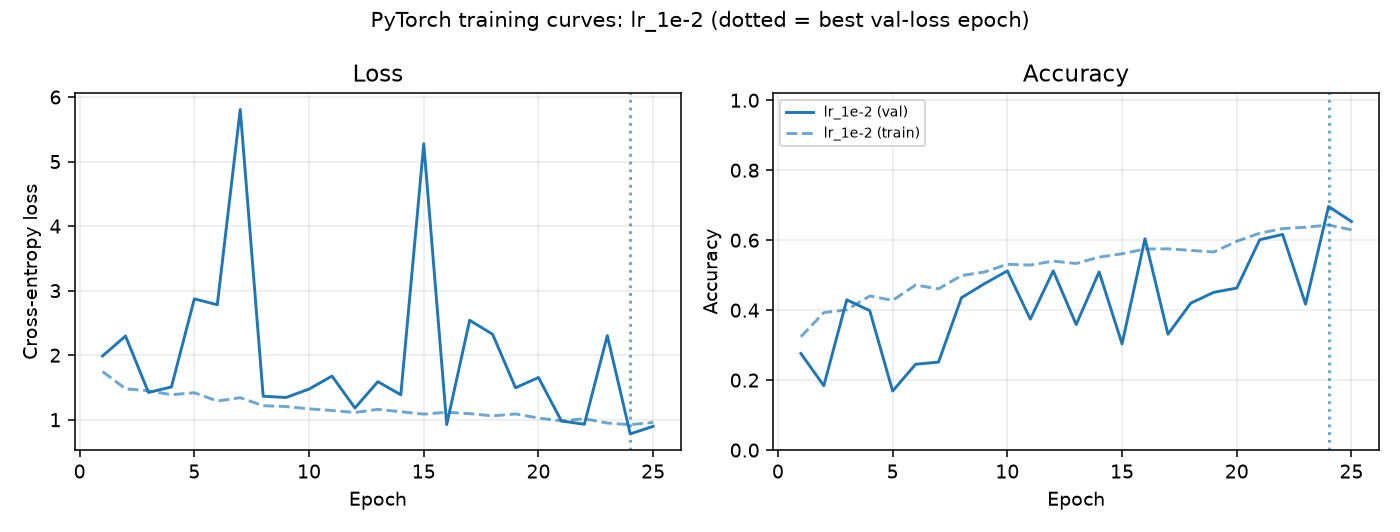 PyTorch training curves: lr_1e-2 (dotted = best val-loss epoch)
Loss
Cross-entropy loss
6
5
4
3
2
1
0 5 10 15 20 25
Epoch
Accuracy
Accuracy
1.0
0.8
0.6
0.4
0.2
0.0
lr_1e-2 (val)
lr_1e-2 (train)
0 5 10 15 20 25
Epoch